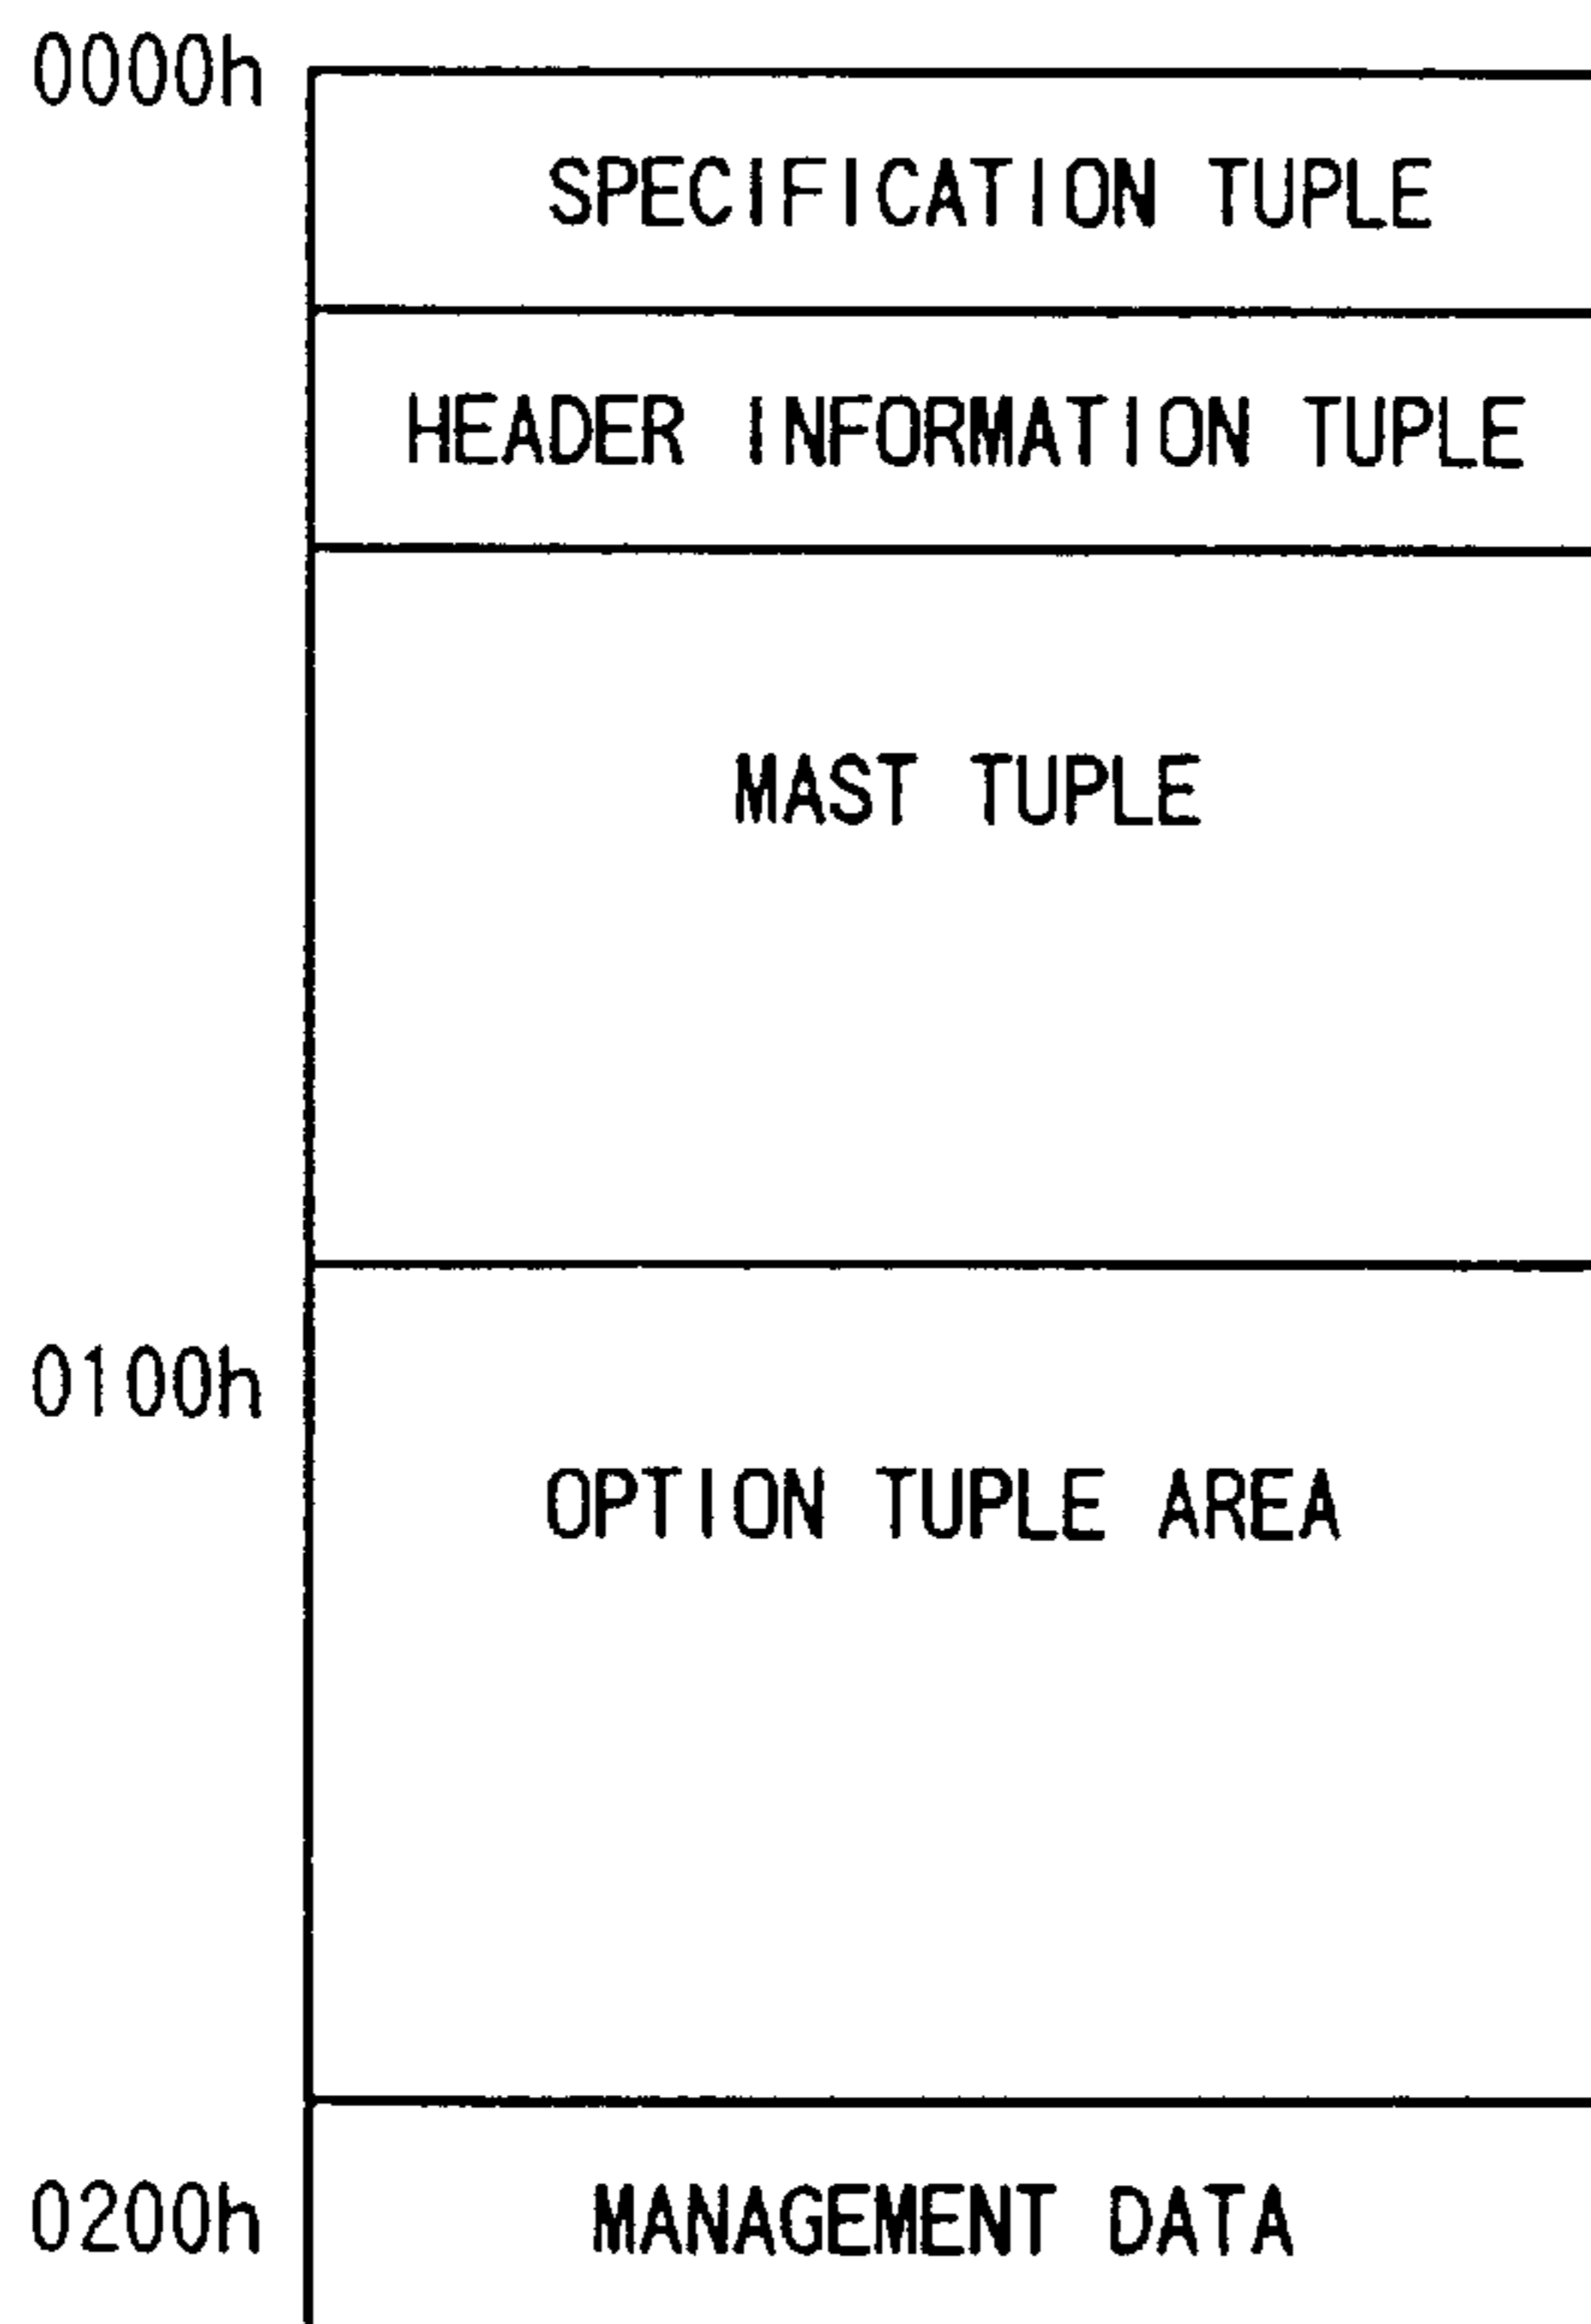 0000h
SPECIFICATION TUPLE
HEADER INFORMATION TUPLE
MAST TUPLE
0100h
OPTION TUPLE AREA
0200h MANAGEMENT DATA